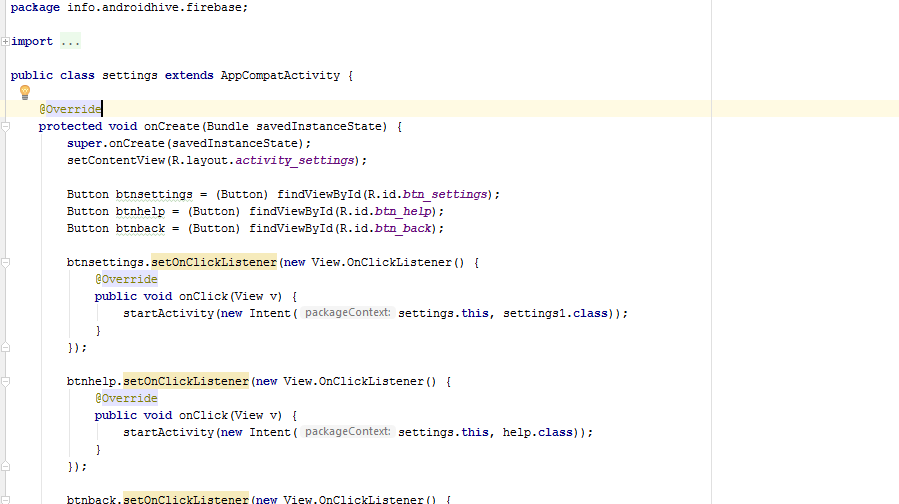 package info.androidhive.firebase;
import ...
public class settings extends AppCompatActivity {
@Override
protected void onCreate(Bundle savedInstanceState) {
super.onCreate(savedInstanceState);
setContentView(R.layout.activity_settings);
Button btnsettings = (Button) findViewById(R.id.btn_settings);
Button btnhelp = (Button) findViewById(R.id.btn_help);
Button btnback = (Button) findViewById(R.id.btn_back);
btnsettings.setOnClickListener(new View.OnClickListener() {
@Override
public void onClick(View v) {
startActivity(new Intent( packageContext: settings.this, settings1.class));
}
});
btnhelp.setOnClickListener(new View.OnClickListener() {
@Override
public void onClick(View v) {
startActivity(new Intent( packageContext: settings.this, help.class));
}
});
btnback.setOnClickListener(new View.OnClickListener() {